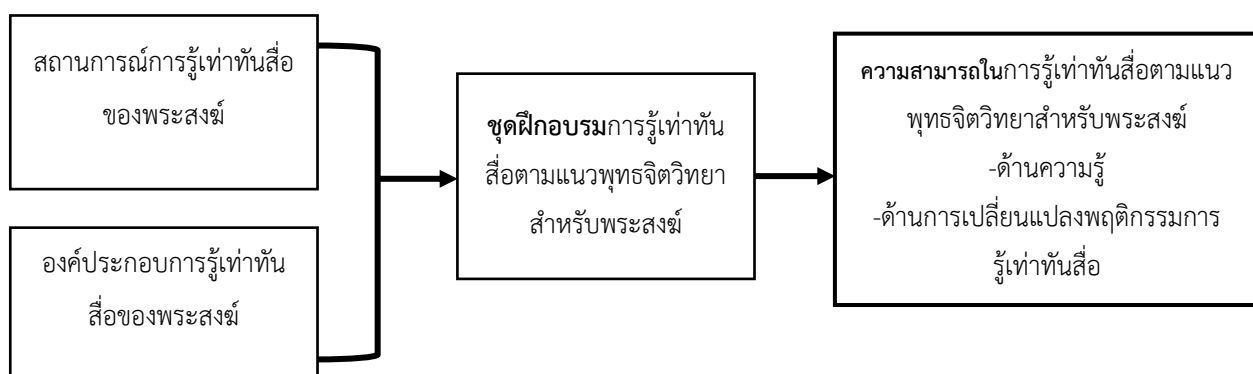 สถานการณ์การรู้เท่าทันสื่อ
ของพระสงฆ์
องค์ประกอบการรู้เท่าทัน
สื่อของพระสงฆ์
ชุดฝึกอบรมการรู้เท่าทัน
สื่อตามแนวพุทธจิตวิทยา
สำหรับพระสงฆ์
ความสามารถในการรู้เท่าทันสื่อตามแนว
พุทธจิตวิทยาสำหรับพระสงฆ์
-ด้านความรู้
-ด้านการเปลี่ยนแปลงพฤติกรรมการ
รู้เท่าทันสื่อ